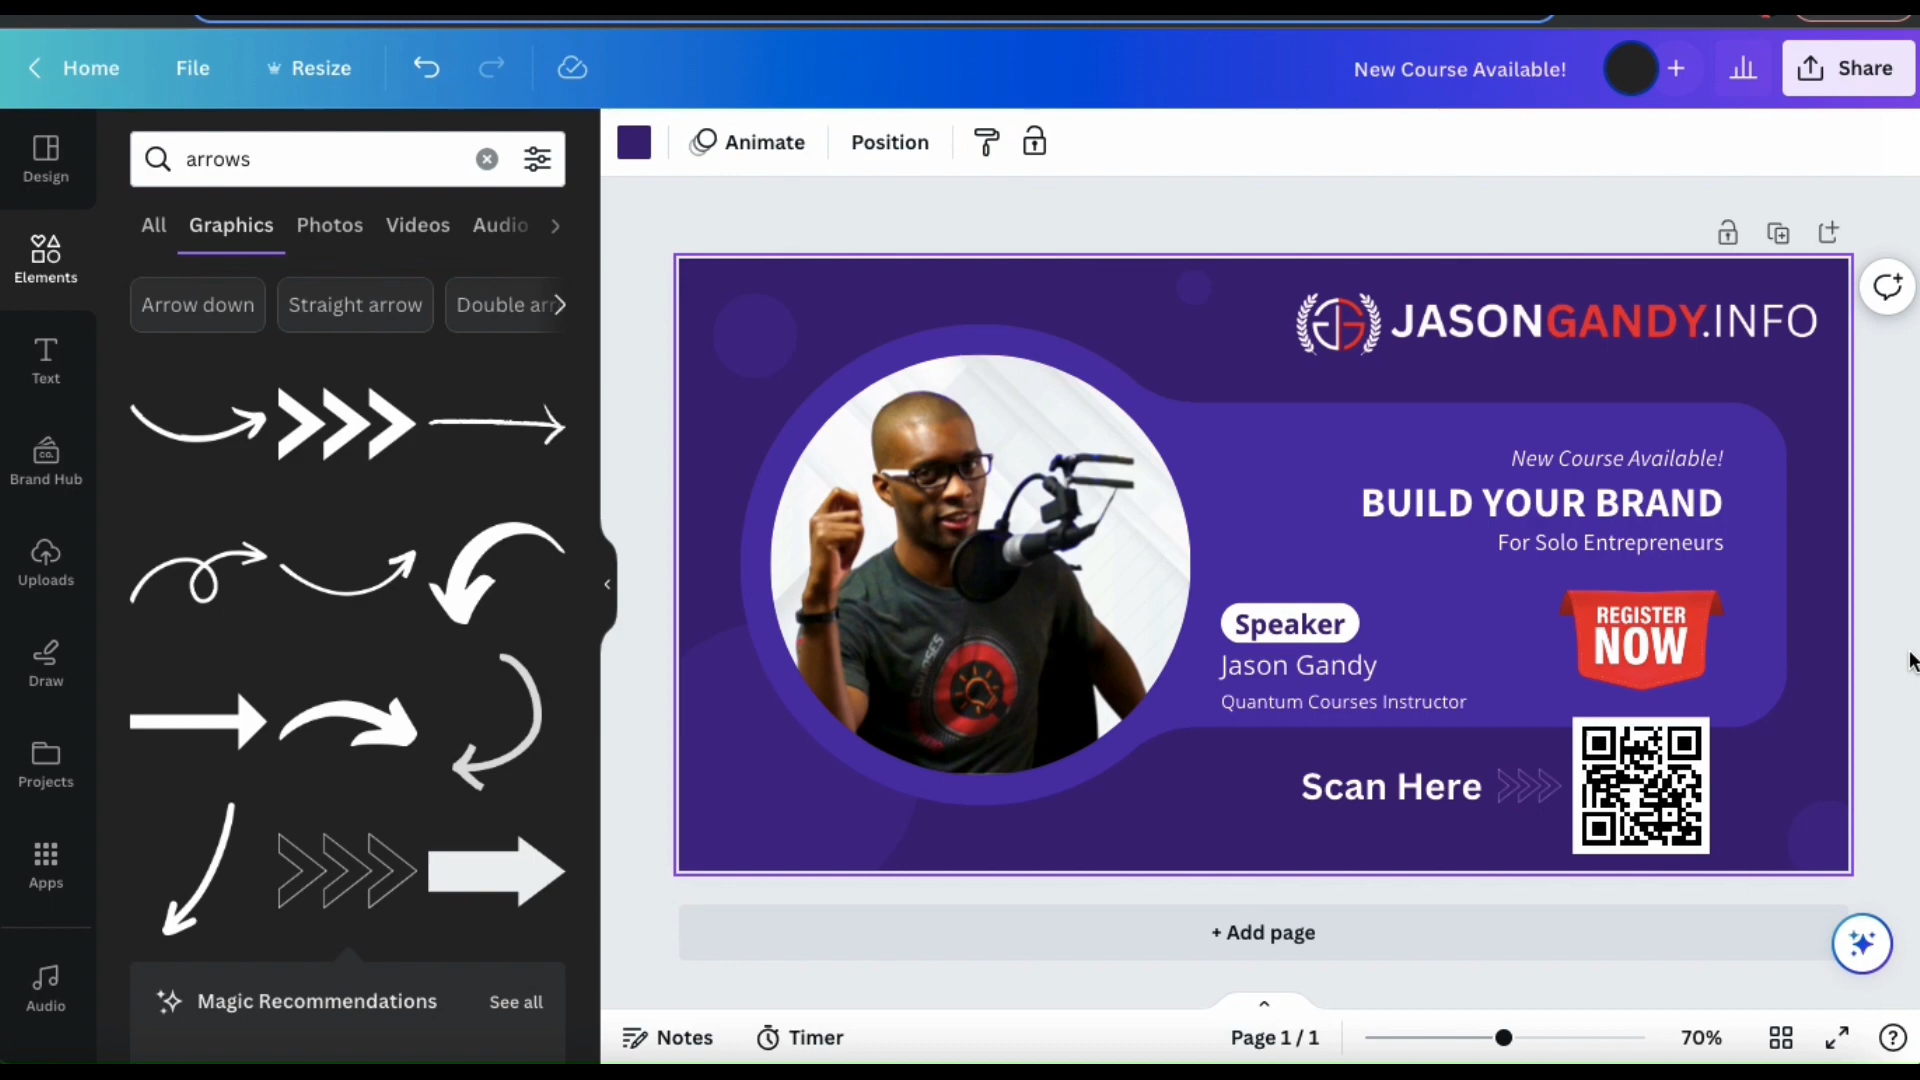 Home
File
Resize
New Course Available!
Share
Design
Elements
Text
Brand Hub
CO.
Uploads
Draw
Projects
Apps
Audio
arrows
All
Graphics
Photos
Videos
Audio
Arrow down
Straight arrow
Double arr
Magic Recommendations
See all
Animate
Position
JASONGANDY.INFO
New Course Available!
BUILD YOUR BRAND
For Solo Entrepreneurs
Speaker
Jason Gandy
Quantum Courses Instructor
REGISTER
NOW
Scan Here
+ Add page
Notes
Timer
Page 1 / 1
70%